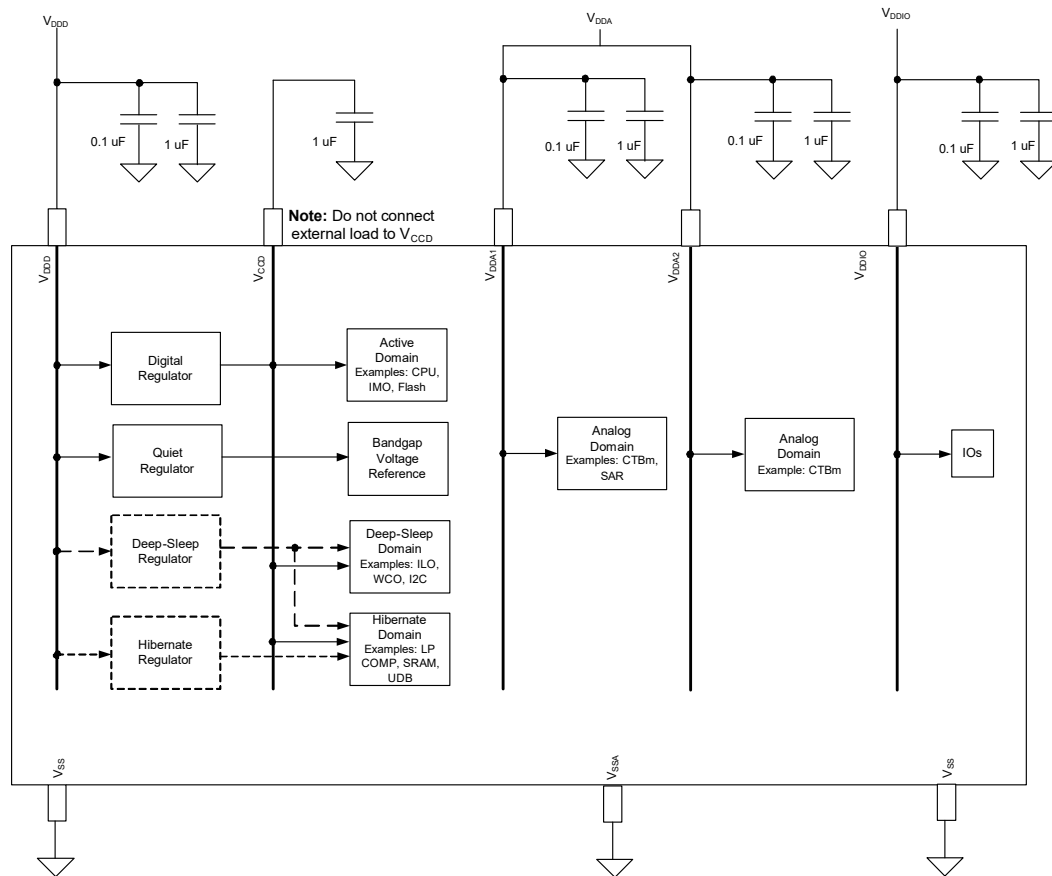 VDDD
VDDA
VDDIO
0.1 uF
1 uF
1 uF
0.1 uF
1 uF
0.1 uF
1 uF
0.1 uF
1 uF
Note: Do not connect
external load to VCCD
VDDD
VCCD
VDDA1
VDDA2
VDDIO
Digital
Regulator
Active
Domain
Examples: CPU,
IMO, Flash
Quiet
Regulator
Bandgap
Voltage
Reference
Analog
Domain
Examples: CTBm,
SAR
Analog
Domain
Example: CTBm
IOs
Deep-Sleep
Regulator
Deep-Sleep
Domain
Examples: ILO,
WCO, I2C
Hibernate
Regulator
Hibernate
Domain
Examples: LP
COMP, SRAM,
UDB
VSS
VSSA
VSS